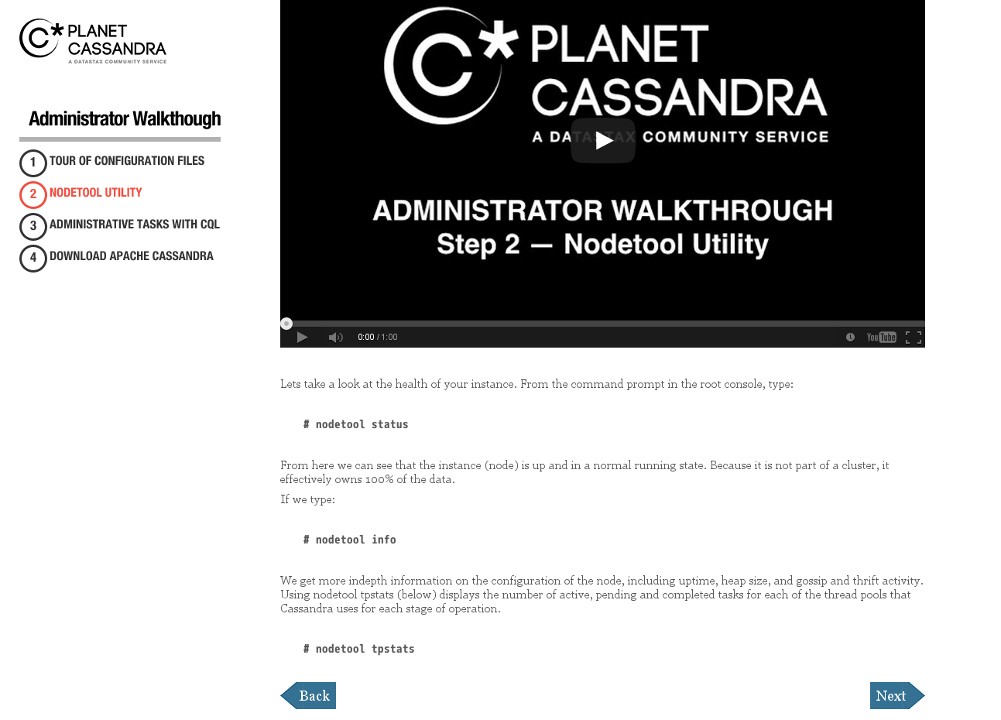 PLANET
CASSANDRA
A DATASTAX COMMUNITY SERVICE
Administrator Walkthough
1 TOUR OF CONFIGURATION FILES
2 NODETOOL UTILITY
3 ADMINISTRATIVE TASKS WITH CQL
4 DOWNLOAD APACHE CASSANDRA
PLANET
CASSANDRA
A DATASTAX COMMUNITY SERVICE
ADMINISTRATOR WALKTHROUGH
Step 2 — Nodetool Utility
0:00 / 1:00
YouTube
Lets take a look at the health of your instance. From the command prompt in the root console, type:
# nodetool status
From here we can see that the instance (node) is up and in a normal running state. Because it is not part of a cluster, it
effectively owns 100% of the data.
If we type:
# nodetool info
We get more indepth information on the configuration of the node, including uptime, heap size, and gossip and thrift activity.
Using nodetool tpstats (below) displays the number of active, pending and completed tasks for each of the thread pools that
Cassandra uses for each stage of operation.
# nodetool tpstats
Back
Next